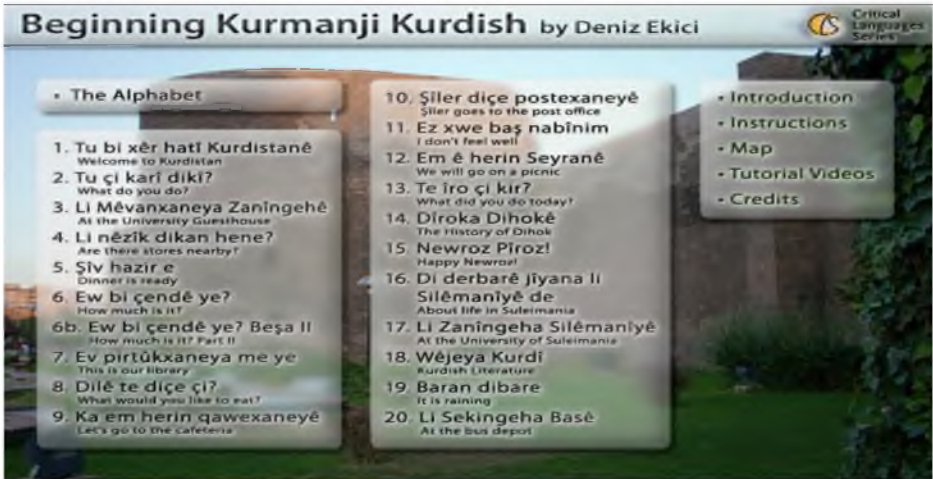 Beginning Kurmanji Kurdish by Deniz Ekici
Critical
Languages
Series
• The Alphabet
1. Tu bi xêr hatî Kurdistanê
Welcome to Kurdistan
2. Tu çi karî dikî?
What do you do?
3. Li Mêvanxaneya Zanîngehê
At the University Guesthouse
4. Li nêzîk dikan hene?
Are there stores nearby?
5. Şîv hazir e
Dinner is ready
6. Ew bi çendê ye?
How much is it?
6b. Ew bi çendê ye? Beşa II
How much is it? Part II
7. Ev pirtûkxaneya me ye
This is our library
8. Dilê te diçe çi?
What would you like to eat?
9. Ka em herin qawexaneyê
Let's go to the cafeteria
10. Şîler diçe postexaneyê
Şîler goes to the post office
11. Ez xwe baş nabînim
I don't feel well
12. Em ê herin Seyranê
We will go on a picnic
13. Te îro çi kir?
What did you do today?
14. Dîroka Dihokê
The History of Dihok
15. Newroz Pîroz!
Happy Newroz!
16. Di derbarê jîyana li
Silêmanîyê de
About life in Suleimania
17. Li Zanîngeha Silêmanîyê
At the University of Suleimania
18. Wêjeya Kurdî
Kurdish Literature
19. Baran dibare
It is raining
20. Li Sekingeha Basê
At the bus depot
• Introduction
• Instructions
• Map
• Tutorial Videos
• Credits